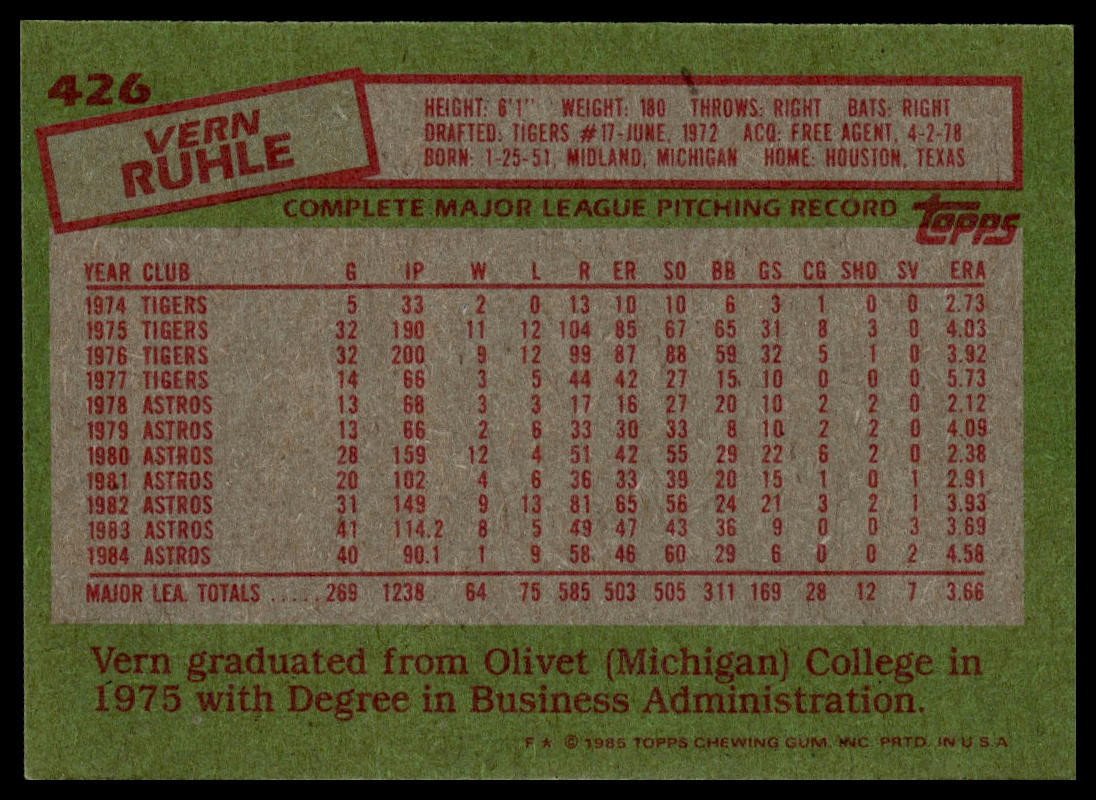 426
VERN
RUHLE
HEIGHT: 6'1" WEIGHT: 180 THROWS: RIGHT BATS: RIGHT
DRAFTED: TIGERS #17-JUNE, 1972 ACQ: FREE AGENT, 4-2-78
BORN: 1-25-51, MIDLAND, MICHIGAN HOME: HOUSTON, TEXAS
COMPLETE MAJOR LEAGUE PITCHING RECORD topps
YEAR CLUB G IP W L R ER SO BB GS CG SHO SV ERA
1974 TIGERS 5 33 2 0 13 10 10 6 3 1 0 0 2.73
1975 TIGERS 32 190 11 12 104 85 67 65 31 8 3 0 4.03
1976 TIGERS 32 200 9 12 99 87 88 59 32 5 1 0 3.92
1977 TIGERS 14 66 3 5 44 42 27 15 10 0 0 0 5.73
1978 ASTROS 13 68 3 3 17 16 27 20 10 2 2 0 2.12
1979 ASTROS 13 66 2 6 33 30 33 8 10 2 2 0 4.09
1980 ASTROS 28 159 12 4 51 42 55 29 22 6 2 0 2.38
1981 ASTROS 20 102 4 6 36 33 39 20 15 1 0 1 2.91
1982 ASTROS 31 149 9 13 81 65 56 24 21 3 2 1 3.93
1983 ASTROS 41 114.2 8 5 49 47 43 36 9 0 0 3 3.69
1984 ASTROS 40 90.1 1 9 58 46 60 29 6 0 0 2 4.58
MAJOR LEA. TOTALS ..... 269 1238 64 75 585 503 505 311 169 28 12 7 3.66
Vern graduated from Olivet (Michigan) College in
1975 with Degree in Business Administration.
F * © 1985 TOPPS CHEWING GUM, INC. PRTD. IN U.S.A.